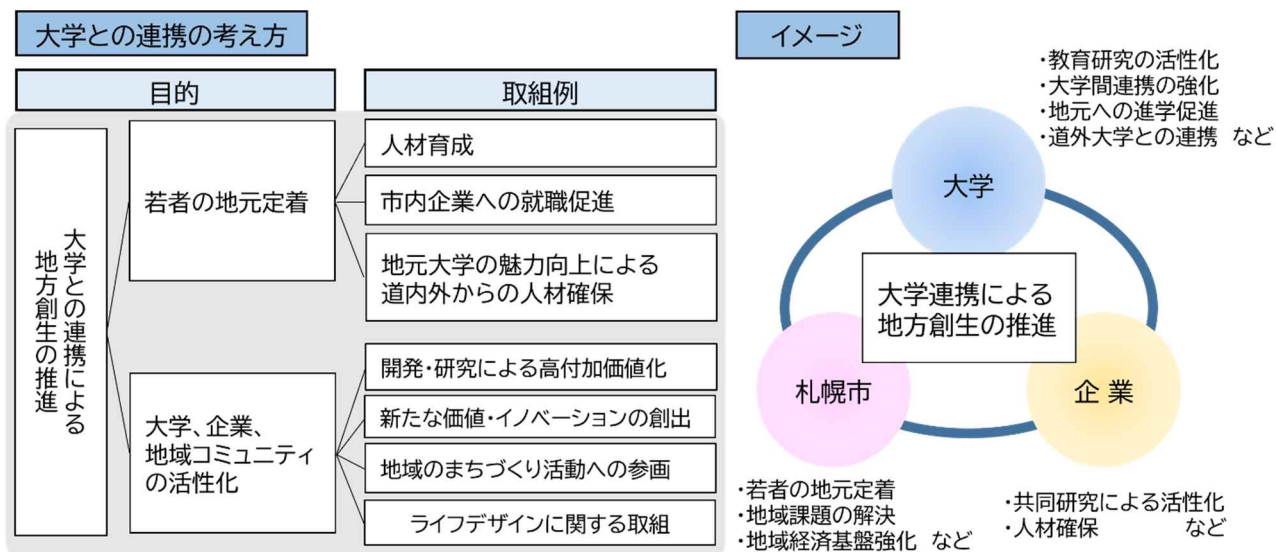 大学との連携の考え方
目的
取組例
大学との連携による
地方創生の推進
若者の地元定着
人材育成
市内企業への就職促進
地元大学の魅力向上による
道内外からの人材確保
大学、企業、
地域コミュニティ
の活性化
開発・研究による高付加価値化
新たな価値・イノベーションの創出
地域のまちづくり活動への参画
ライフデザインに関する取組
イメージ
・教育研究の活性化
・大学間連携の強化
・地元への進学促進
・道外大学との連携 など
大学
大学連携による
地方創生の推進
札幌市
企 業
・若者の地元定着
・地域課題の解決
・地域経済基盤強化 など
・共同研究による活性化
・人材確保 など